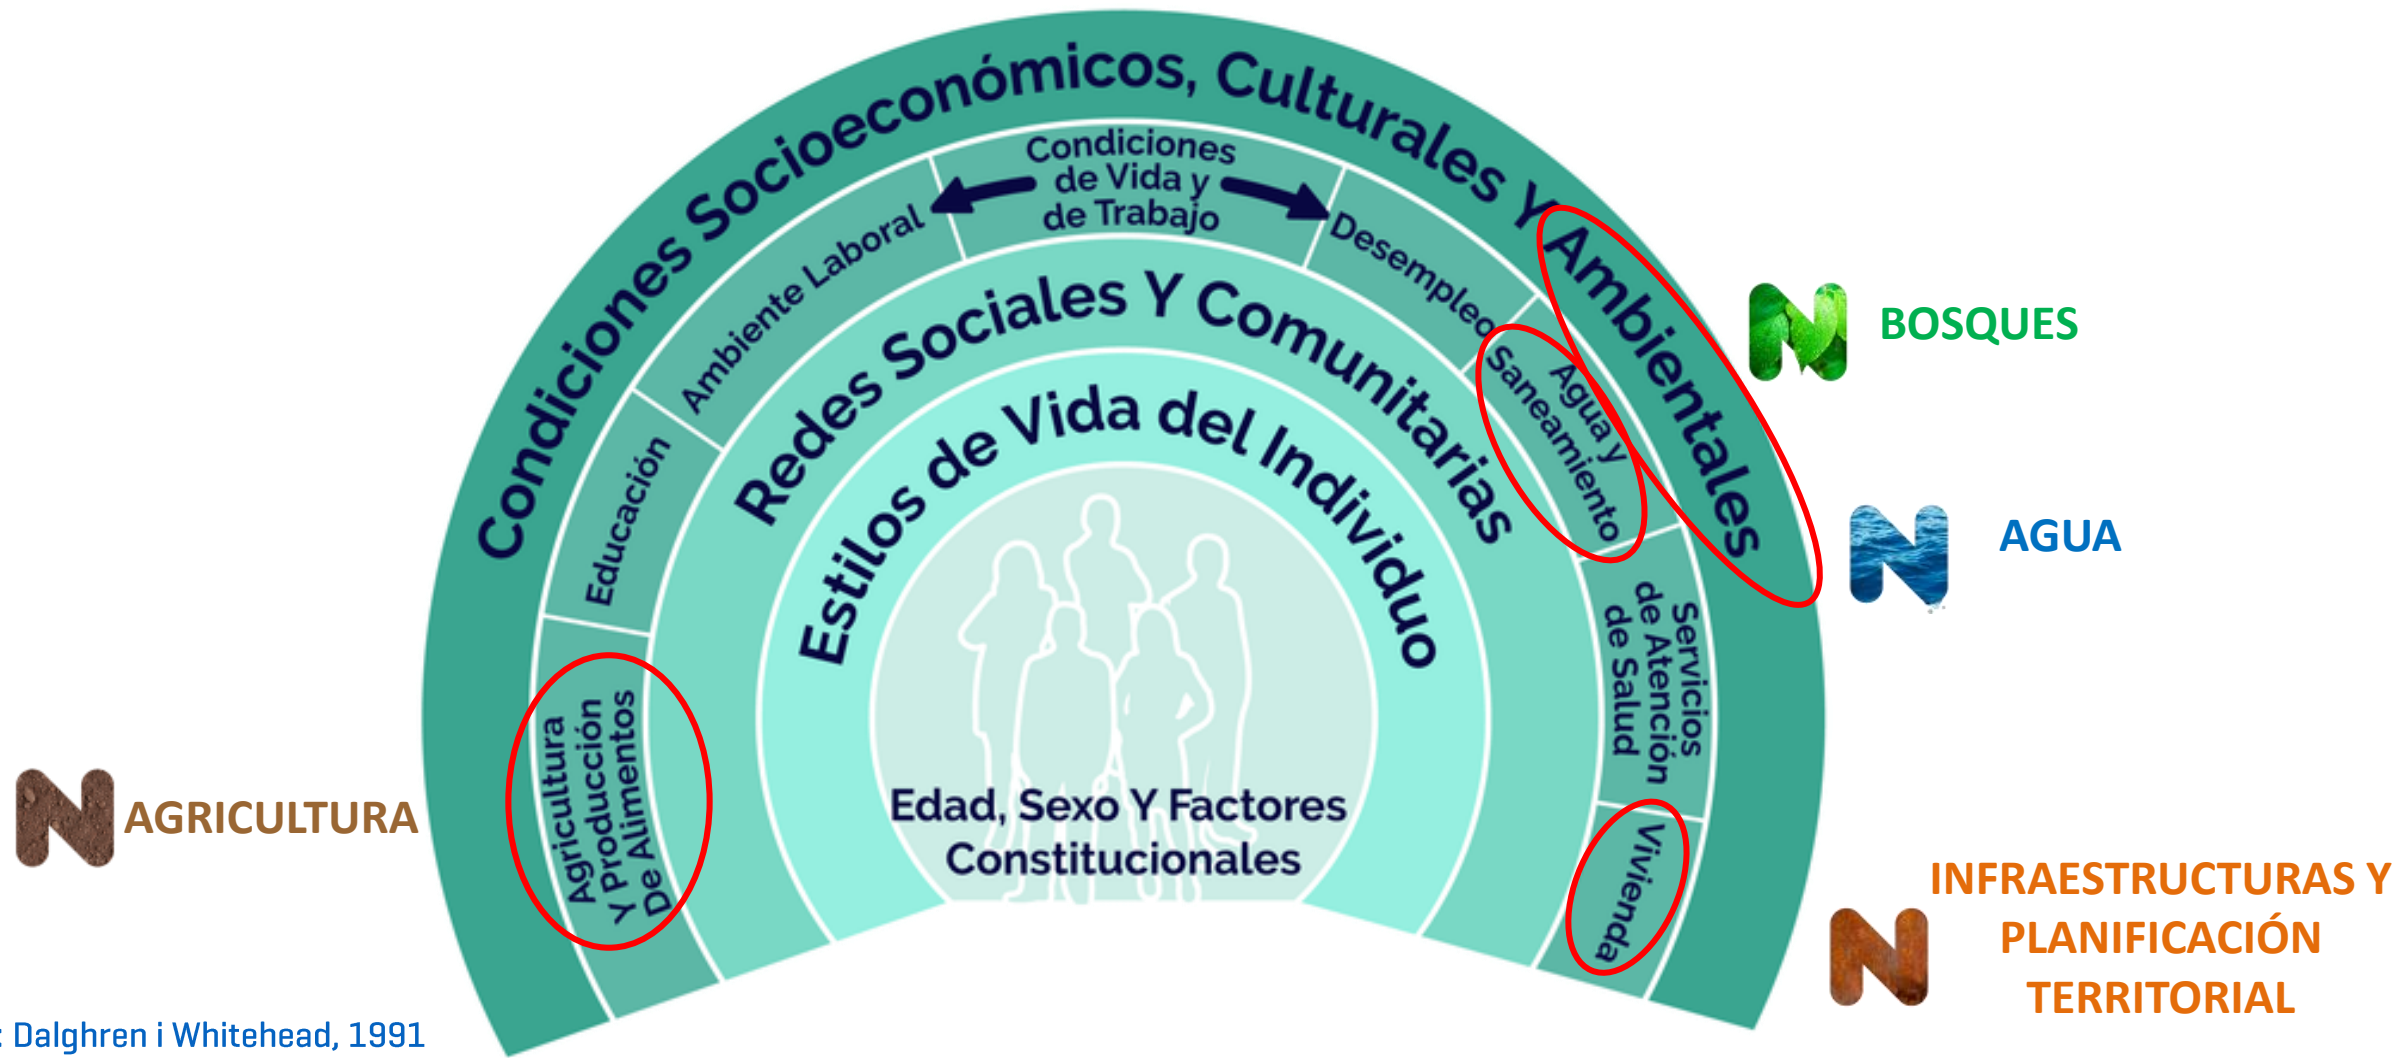 Condiciones Socioeconómicos, Culturales Y Ambientales
Condiciones
de Vida y
de Trabajo
Ambiente Laboral
Desempleo
Educación
Agua y
Saneamiento
Agricultura
Y Producción
De Alimentos
Servicios
de Atención
de Salud
Vivienda
Redes Sociales Y Comunitarias
Estilos de Vida del Individuo
Edad, Sexo Y Factores
Constitucionales
N BOSQUES
N AGUA
N AGRICULTURA
N INFRAESTRUCTURAS Y
PLANIFICACIÓN
TERRITORIAL
: Dalghren i Whitehead, 1991